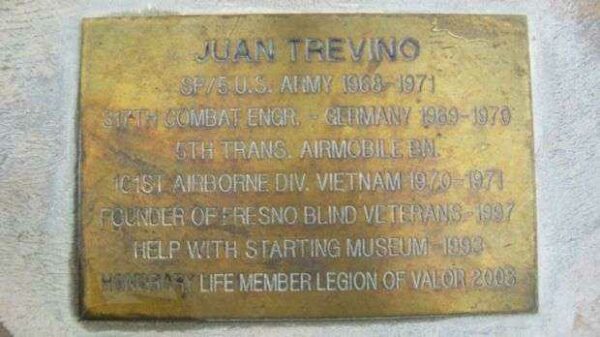 JUAN TREVINO
SP/5 U.S. ARMY 1968-1971
317TH COMBAT ENGR. - GERMANY 1969-1970
5TH TRANS. AIRMOBILE BN.
101ST AIRBORNE DIV. VIETNAM 1970-1971
FOUNDER OF FRESNO BLIND VETERANS -1997
HELP WITH STARTING MUSEUM -1993
HONORARY LIFE MEMBER LEGION OF VALOR 2008